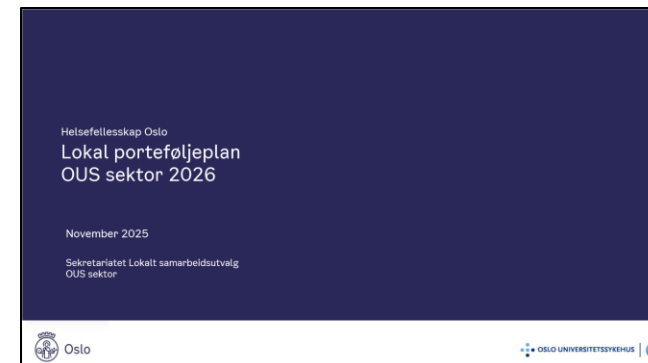 Helsefellesskap Oslo
Lokal porteføljeplan
OUS sektor 2026
November 2025
Sekretariatet Lokalt samarbeidsutvalg
OUS sektor
Oslo
OSLO UNIVERSITETSSYKEHUS